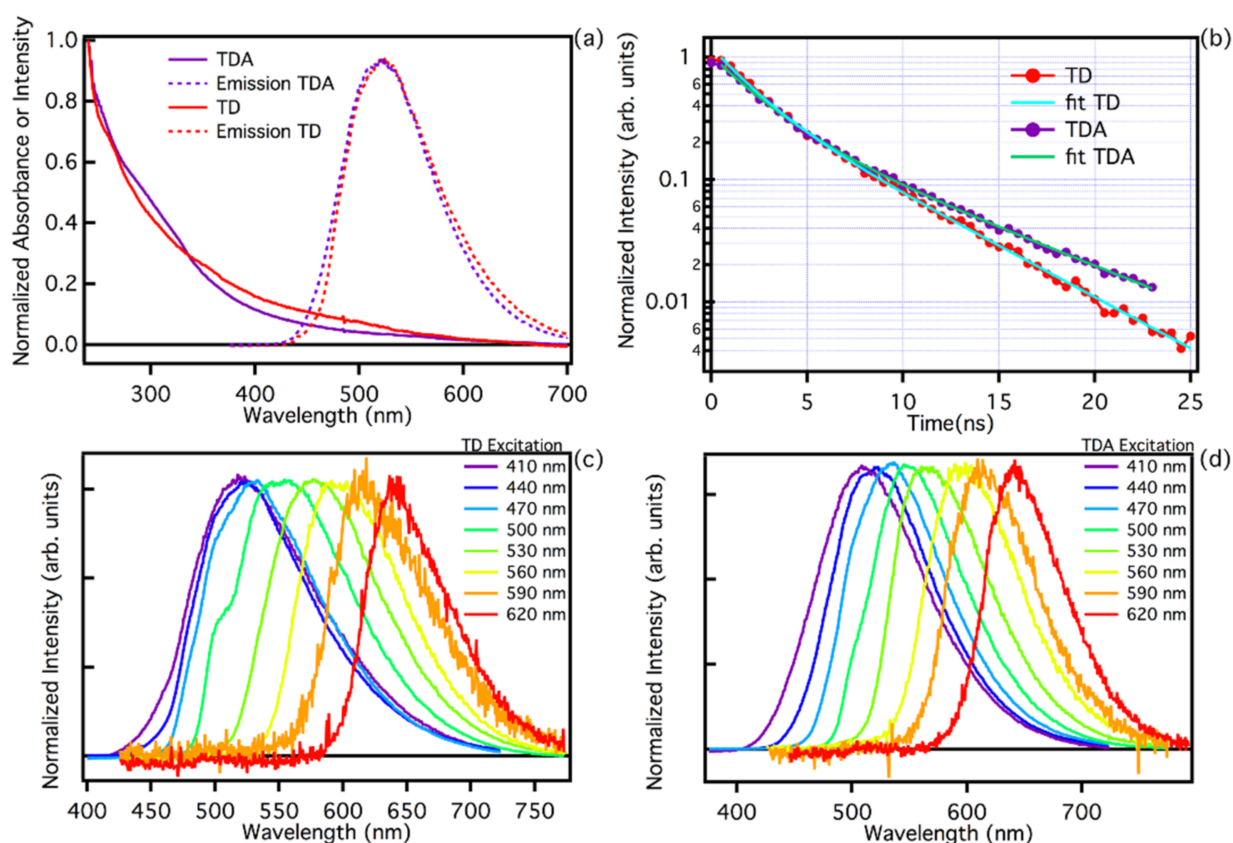 (a)
Normalized Absorbance or Intensity
1.0
0.8
0.6
0.4
0.2
0.0
TDA
Emission TDA
TD
Emission TD
300
400
500
600
700
Wavelength (nm)
(b)
Normalized Intensity (arb. units)
1
6
4
2
0.1
6
4
2
0.01
6
4
TD
fit TD
TDA
fit TDA
0
5
10
15
20
25
Time(ns)
TD Excitation
(c)
410 nm
440 nm
470 nm
500 nm
530 nm
560 nm
590 nm
620 nm
Normalized Intensity (arb. units)
400
450
500
550
600
650
700
750
Wavelength (nm)
TDA Excitation
(d)
410 nm
440 nm
470 nm
500 nm
530 nm
560 nm
590 nm
620 nm
Normalized Intensity (arb. units)
400
500
600
700
Wavelength (nm)